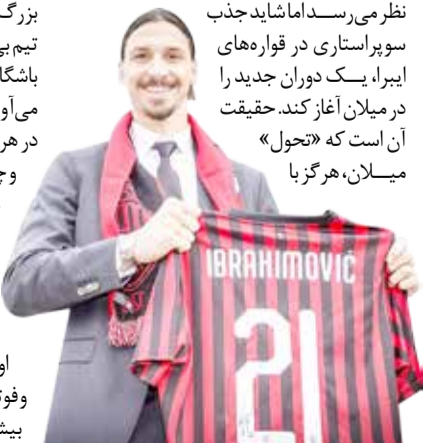 نظر می‌رسد اما شاید جذب
سوپراستاری در قواره‌های
ایبرا، یک دوران جدید را
در میلان آغاز کند. حقیقت
آن است که «تحول»
میلان، هرگز با
بزرگ
تیم بی
باشگا
می‌آو
در هر
و چ
او
وفوت
بیش
IBRAHIMOVIĆ
21